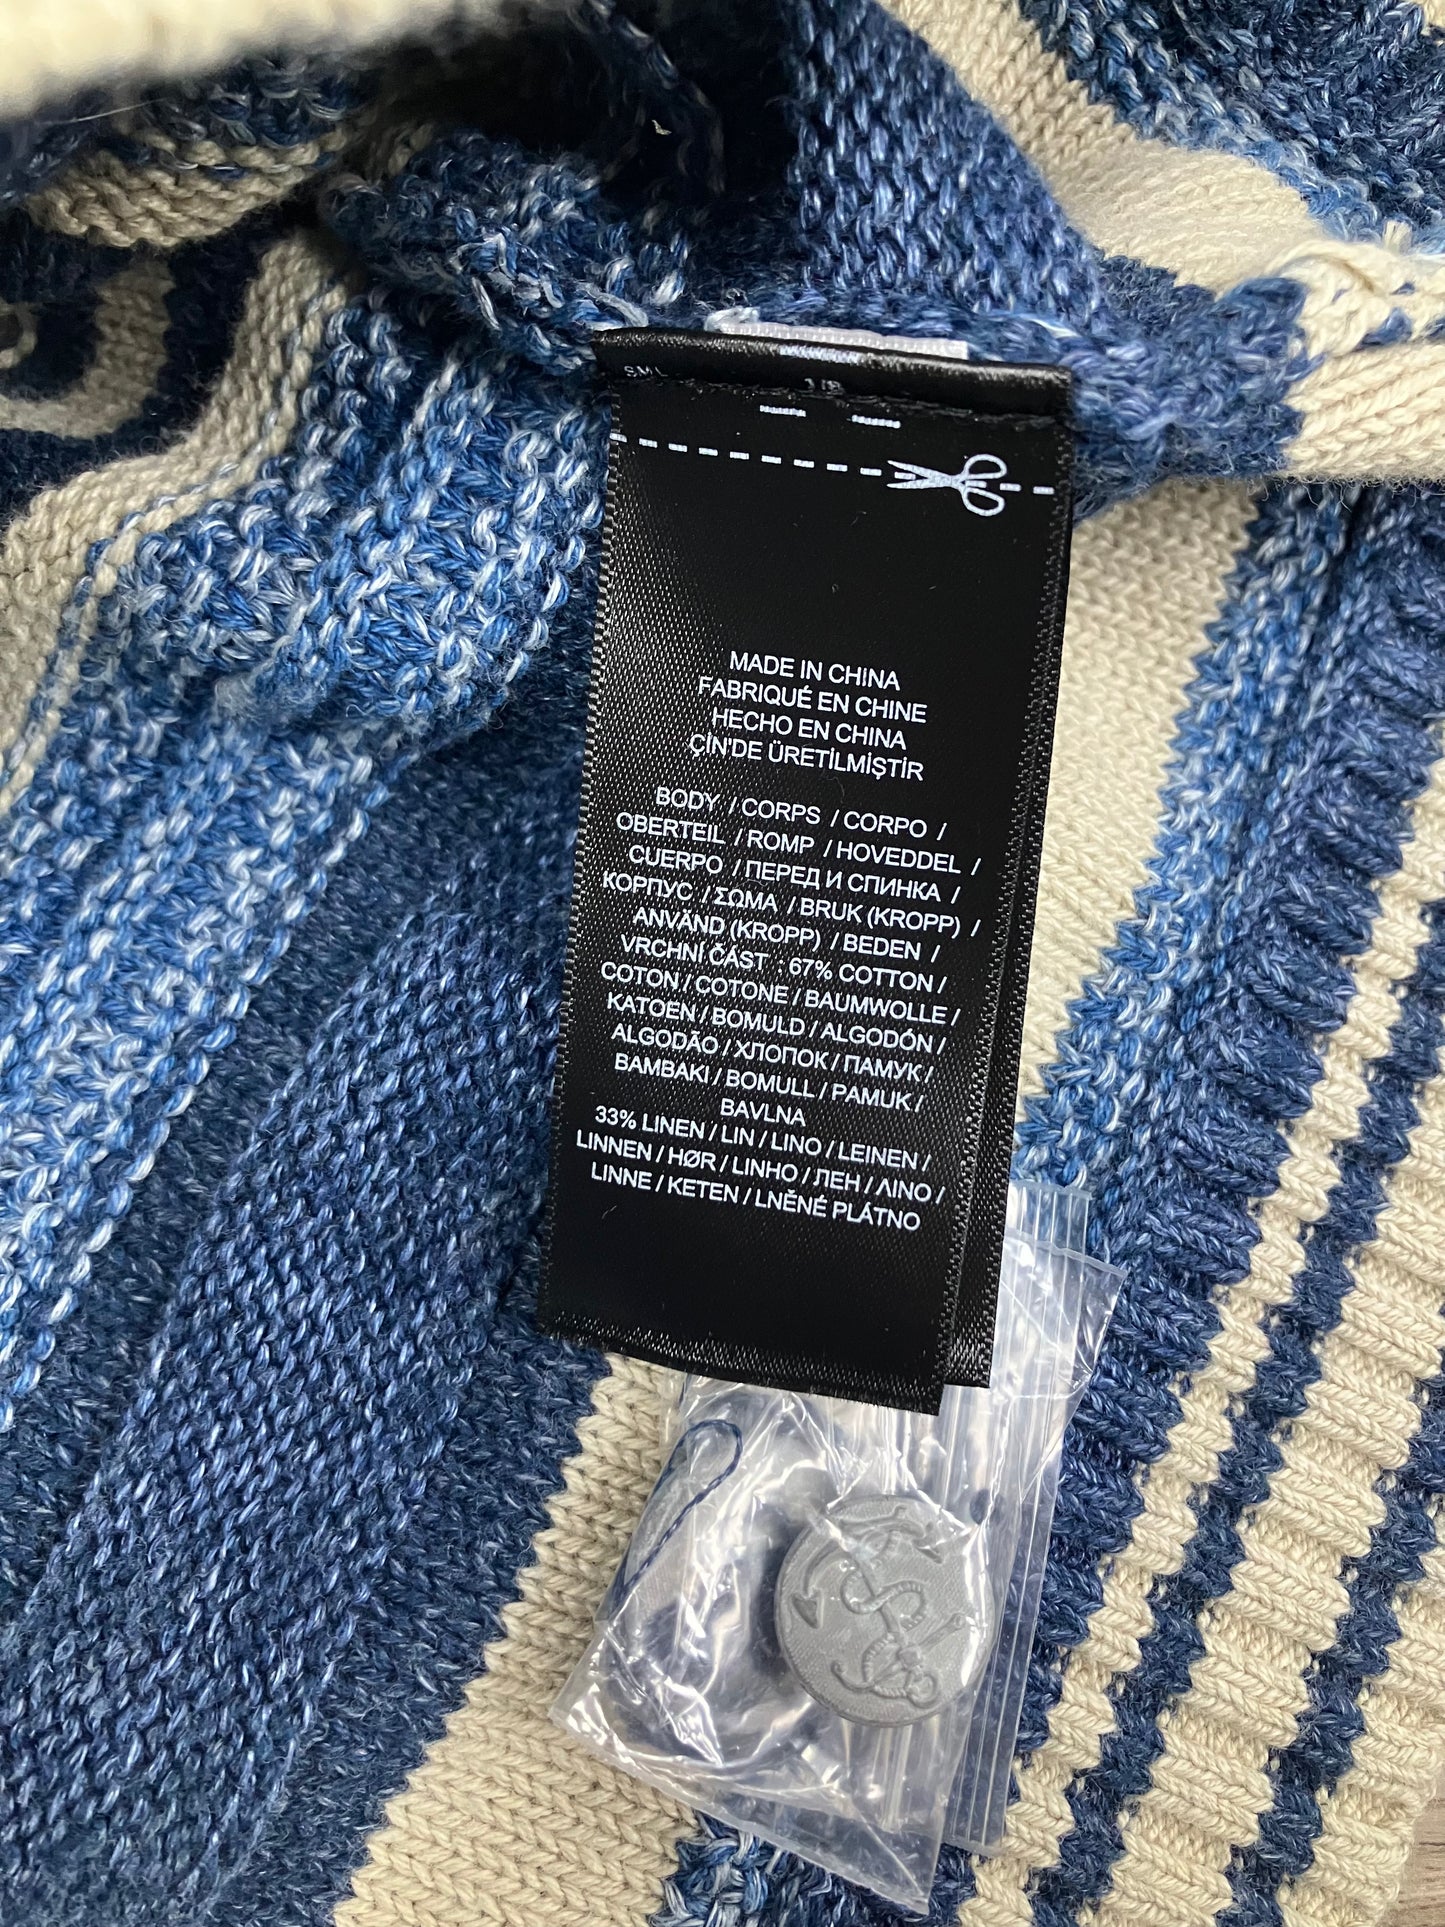 MADE IN CHINA
FABRIQUÉ EN CHINE
HECHO EN CHINA
ÇİN'DE ÜRETİLMİŞTİR
BODY / CORPS / CORPO /
OBERTEIL / ROMP / HOVEDDEL /
CUERPO / ПЕРЕД И СПИНКА /
КОРПУС / ΣΩΜΑ / BRUK (KROPP) /
ANVÄND (KROPP) / BEDEN /
VRCHNÍ ČÁST : 67% COTTON /
COTON / COTONE / BAUMWOLLE /
KATOEN / BOMULD / ALGODÓN /
ALGODÃO / ХЛОПОК / ПАМУК /
BAMBAKI / BOMULL / PAMUK /
BAVLNA
33% LINEN / LIN / LINO / LEINEN /
LINNEN / HØR / LINHO / ЛЕН / ΛΙΝΟ /
LINNE / KETEN / LNĚNÉ PLÁTNO